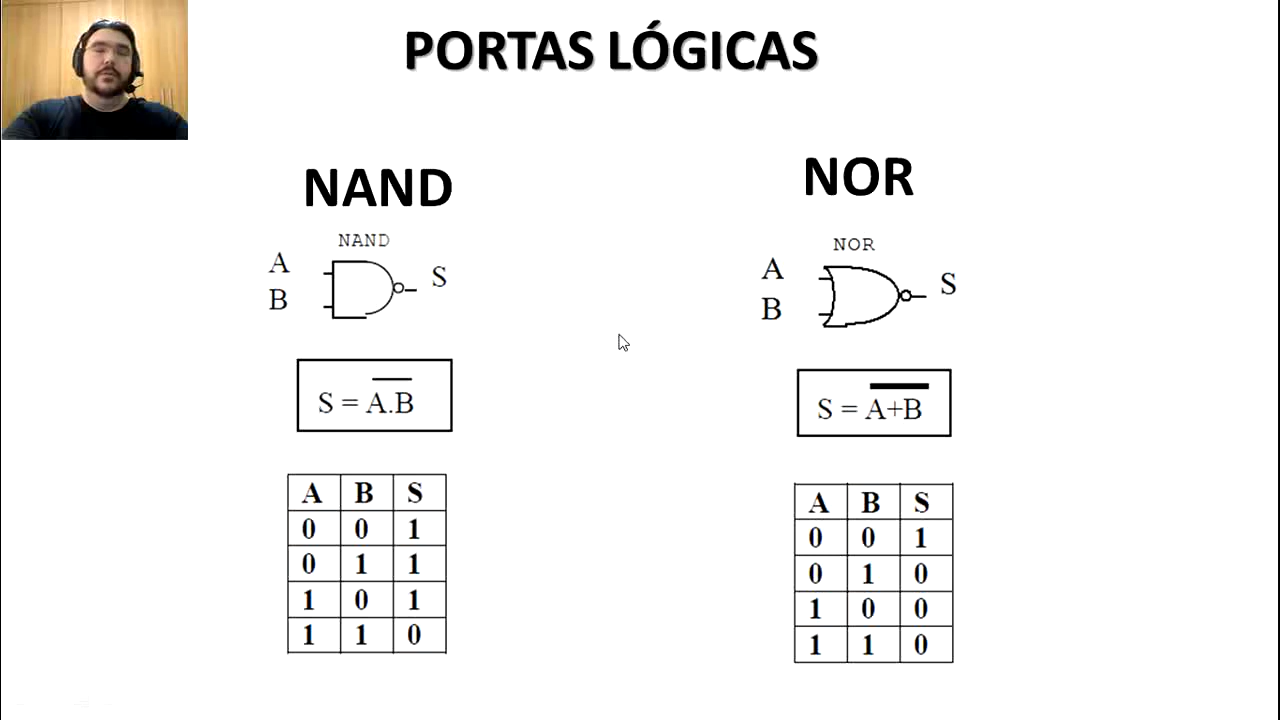 PORTAS LÓGICAS
NAND
NAND
A
B
S
S = A.B
A B S
0 0 1
0 1 1
1 0 1
1 1 0
NOR
NOR
A
B
S
S = A+B
A B S
0 0 1
0 1 0
1 0 0
1 1 0